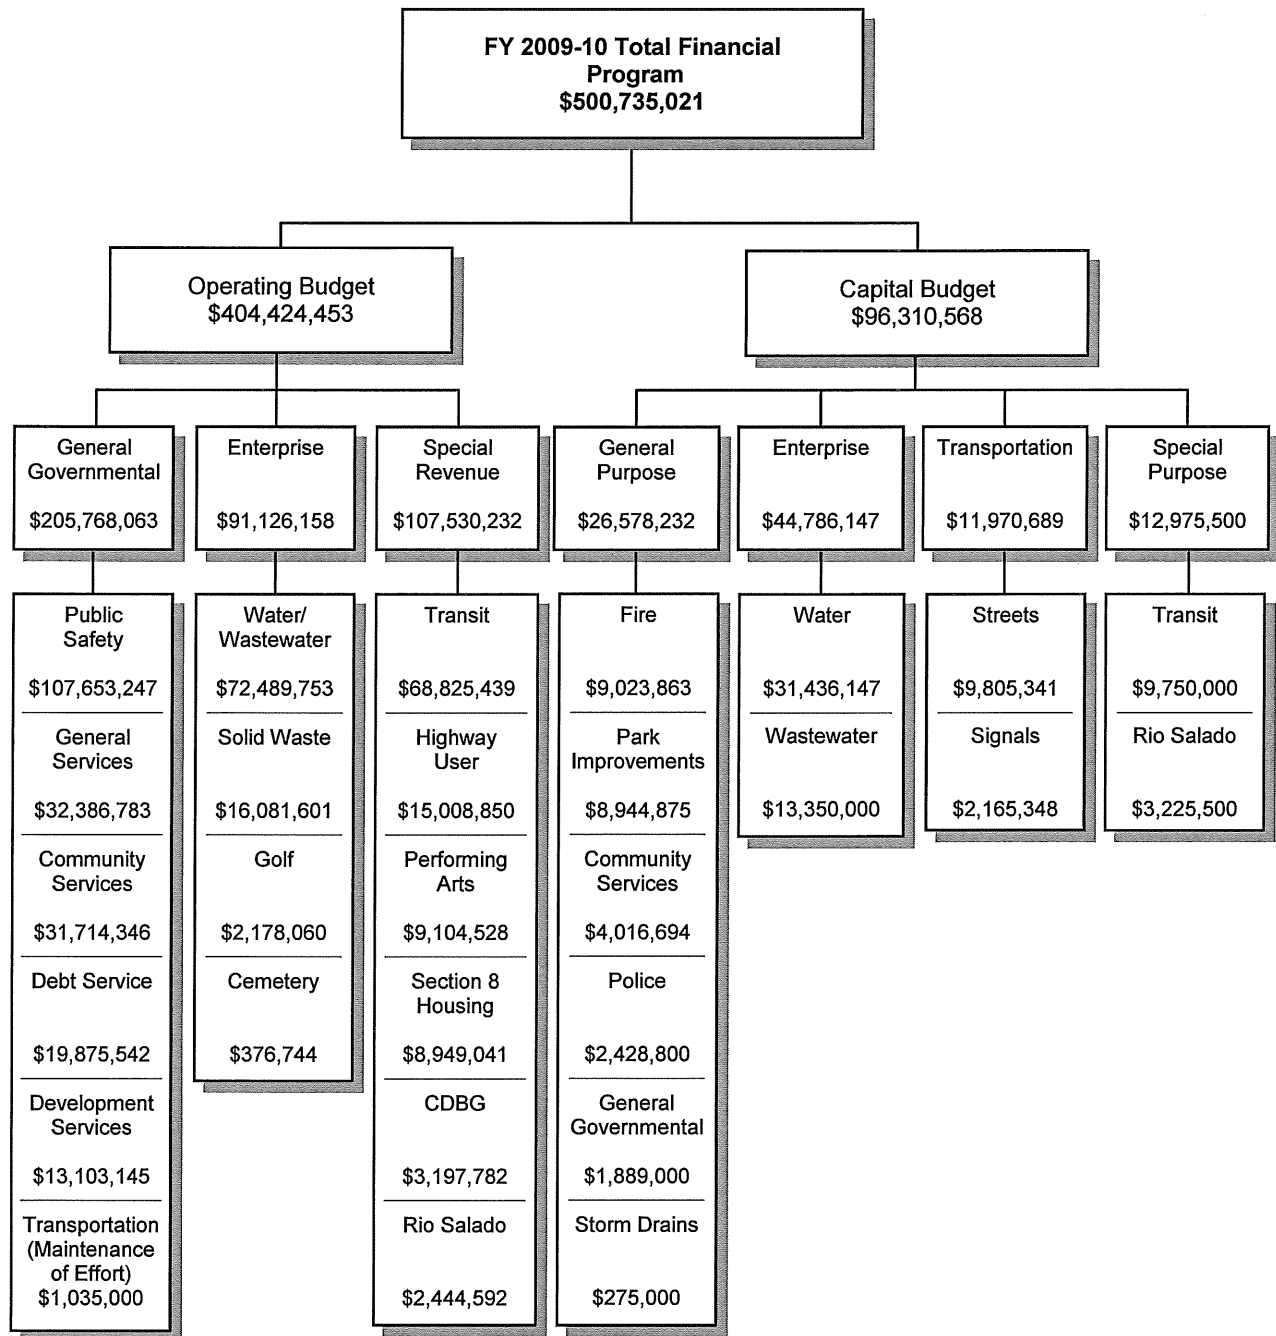 FY 2009-10 Total Financial
Program
$500,735,021
Operating Budget
$404,424,453
Capital Budget
$96,310,568
General
Governmental
$205,768,063
Enterprise
$91,126,158
Special
Revenue
$107,530,232
General
Purpose
$26,578,232
Enterprise
$44,786,147
Transportation
$11,970,689
Special
Purpose
$12,975,500
Public
Safety
$107,653,247
General
Services
$32,386,783
Community
Services
$31,714,346
Debt Service
$19,875,542
Development
Services
$13,103,145
Transportation
(Maintenance
of Effort)
$1,035,000
Water/
Wastewater
$72,489,753
Solid Waste
$16,081,601
Golf
$2,178,060
Cemetery
$376,744
Transit
$68,825,439
Highway
User
$15,008,850
Performing
Arts
$9,104,528
Section 8
Housing
$8,949,041
CDBG
$3,197,782
Rio Salado
$2,444,592
Fire
$9,023,863
Park
Improvements
$8,944,875
Community
Services
$4,016,694
Police
$2,428,800
General
Governmental
$1,889,000
Storm Drains
$275,000
Water
$31,436,147
Wastewater
$13,350,000
Streets
$9,805,341
Signals
$2,165,348
Transit
$9,750,000
Rio Salado
$3,225,500